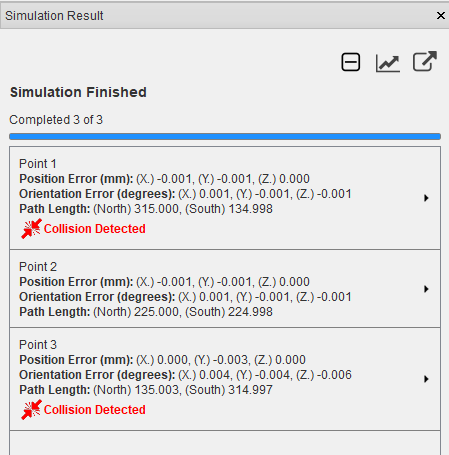 Simulation Result
Simulation Finished
Completed 3 of 3
Point 1
Position Error (mm): (X.) -0.001, (Y.) -0.001, (Z.) 0.000
Orientation Error (degrees): (X.) 0.001, (Y.) -0.001, (Z.) -0.001
Path Length: (North) 315.000, (South) 134.998
Collision Detected
Point 2
Position Error (mm): (X.) -0.001, (Y.) -0.001, (Z.) 0.000
Orientation Error (degrees): (X.) 0.001, (Y.) -0.001, (Z.) -0.001
Path Length: (North) 225.000, (South) 224.998
Point 3
Position Error (mm): (X.) 0.000, (Y.) -0.003, (Z.) 0.000
Orientation Error (degrees): (X.) 0.004, (Y.) -0.004, (Z.) -0.006
Path Length: (North) 135.003, (South) 314.997
Collision Detected